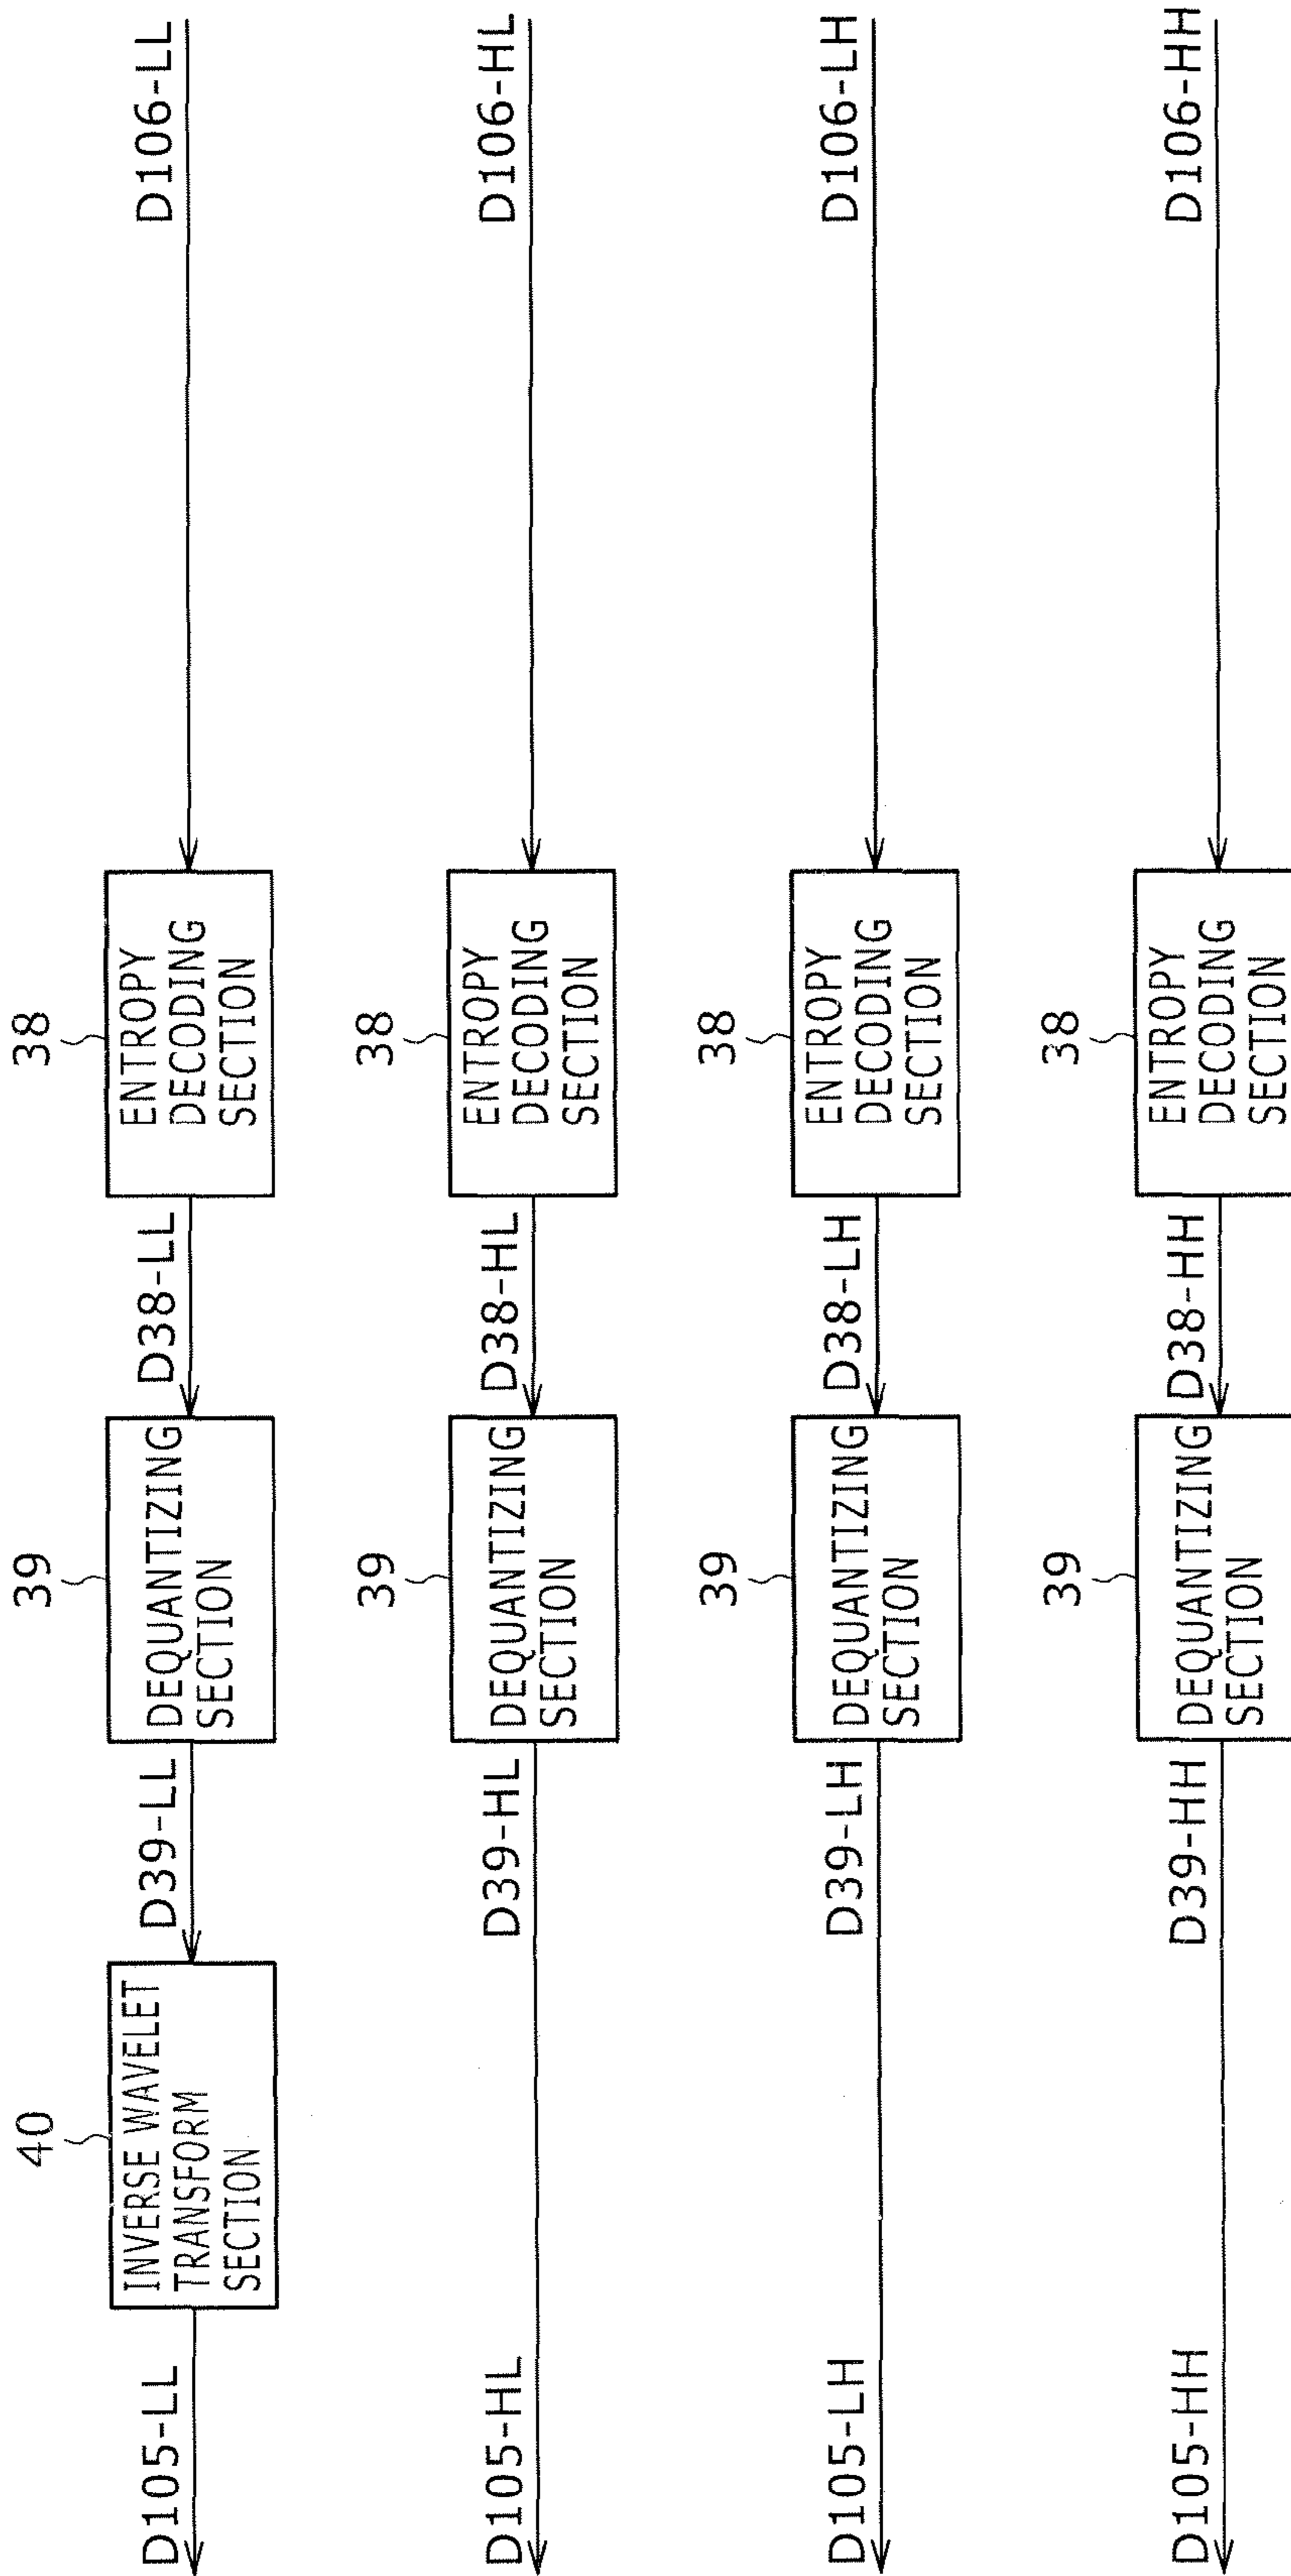 40
39
38
D105-LL
INVERSE WAVELET
TRANSFORM
SECTION
D39-LL
DEQUANTIZING
SECTION
D38-LL
ENTROPY
DECODING
SECTION
D106-LL
39
38
D105-HL
D39-HL
DEQUANTIZING
SECTION
D38-HL
ENTROPY
DECODING
SECTION
D106-HL
39
38
D105-LH
D39-LH
DEQUANTIZING
SECTION
D38-LH
ENTROPY
DECODING
SECTION
D106-LH
39
38
D105-HH
D39-HH
DEQUANTIZING
SECTION
D38-HH
ENTROPY
DECODING
SECTION
D106-HH